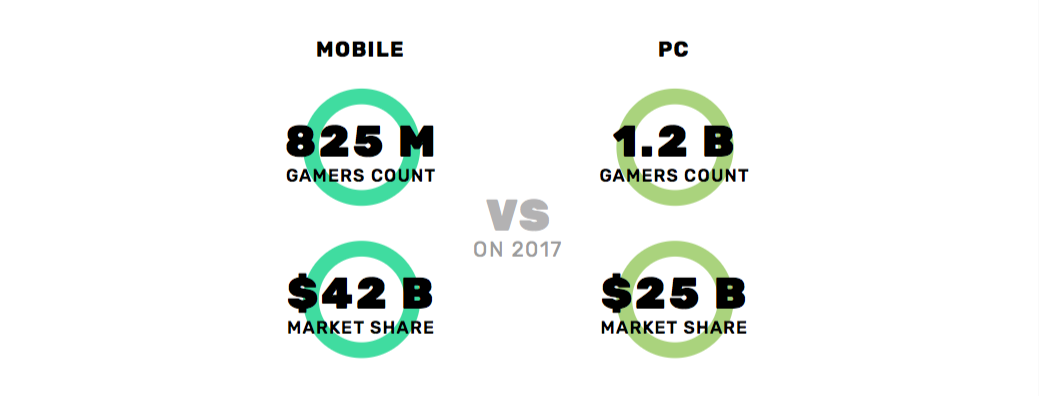 MOBILE
825 M
GAMERS COUNT
$42 B
MARKET SHARE
VS
ON 2017
PC
1.2 B
GAMERS COUNT
$25 B
MARKET SHARE